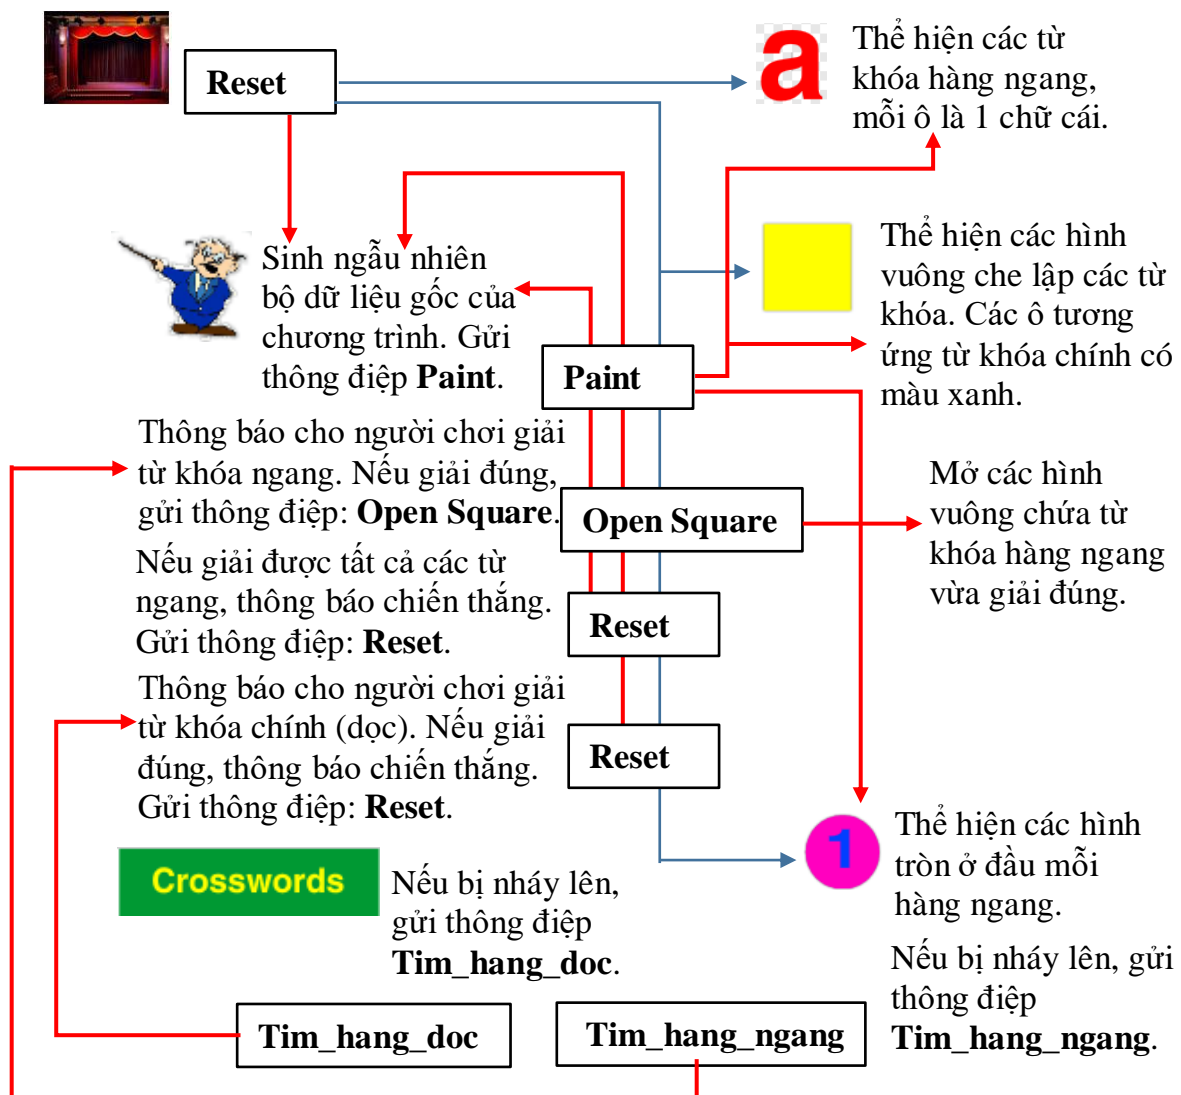 Reset
a
Thể hiện các từ
khóa hàng ngang,
mỗi ô là 1 chữ cái.
Sinh ngẫu nhiên
bộ dữ liệu gốc của
chương trình. Gửi
thông điệp Paint.
Thể hiện các hình
vuông che lập các từ
khóa. Các ô tương
ứng từ khóa chính có
màu xanh.
Paint
Thông báo cho người chơi giải
từ khóa ngang. Nếu giải đúng,
gửi thông điệp: Open Square.
Open Square
Mở các hình
vuông chứa từ
khóa hàng ngang
vừa giải đúng.
Nếu giải được tất cả các từ
ngang, thông báo chiến thắng.
Gửi thông điệp: Reset.
Reset
Thông báo cho người chơi giải
từ khóa chính (dọc). Nếu giải
đúng, thông báo chiến thắng.
Gửi thông điệp: Reset.
Reset
1
Thể hiện các hình
tròn ở đầu mỗi
hàng ngang.
Crosswords
Nếu bị nháy lên,
gửi thông điệp
Tim_hang_doc.
Nếu bị nháy lên, gửi
thông điệp
Tim_hang_ngang.
Tim_hang_doc
Tim_hang_ngang